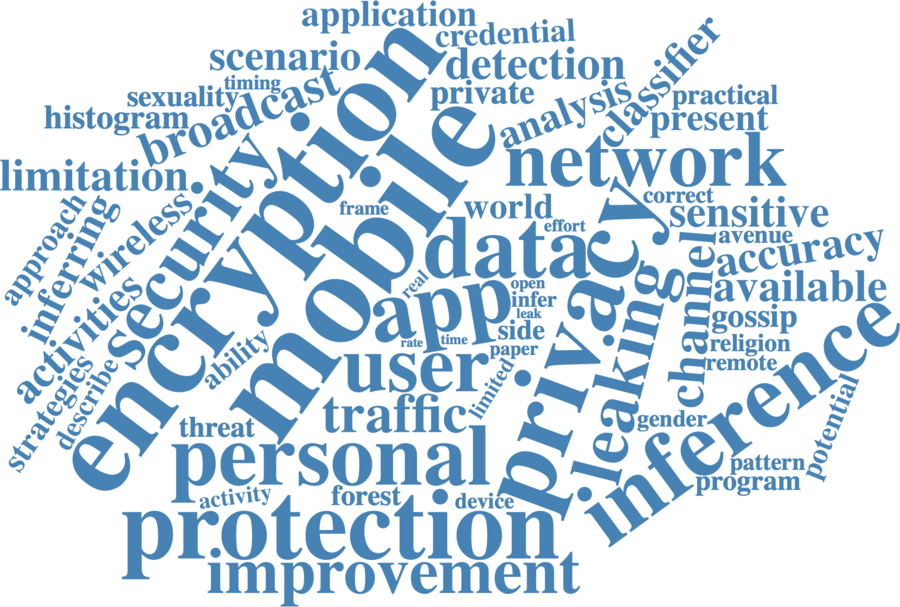 application
credential
scenario
detection
timing
sexuality
private
classifier
histogram
broadcast
analysis
practical
present
encryption
mobile
network
limitation
security
correct
approach
inferring
wireless
frame
world
effort
sensitive
data
privacy
channel
avenue
accuracy
activities
real
app
open
infer
leak
available
gossip
rate
time
side
paper
religion
remote
strategies
describe
ability
user
limited
leaking
inference
potential
threat
traffic
gender
personal
pattern
program
activity
forest
device
protection
improvement